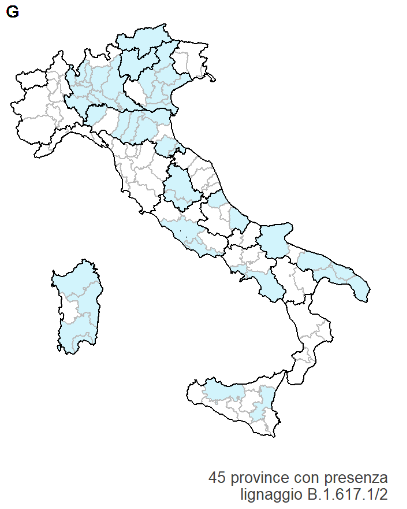 G
45 province con presenza
lignaggio B.1.617.1/2